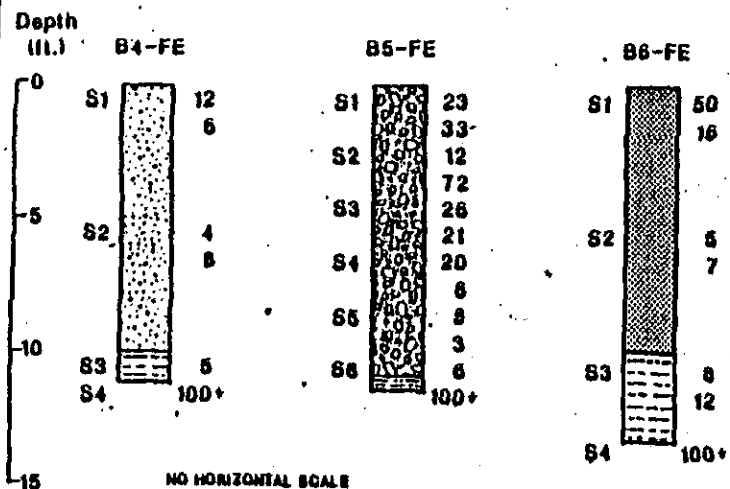 Depth
(ft.) B4-FE B5-FE B6-FE
0
S1 12 S1 23 S1 50
6 33 16
S2 12
72
5 S2 4 S3 26 S2 5
8 21 7
S4 20
8
S5 8
10 3
S3 5 S6 6 S3 8
S4 100+ 100+ 12
S4 100+
15 NO HORIZONTAL SCALE